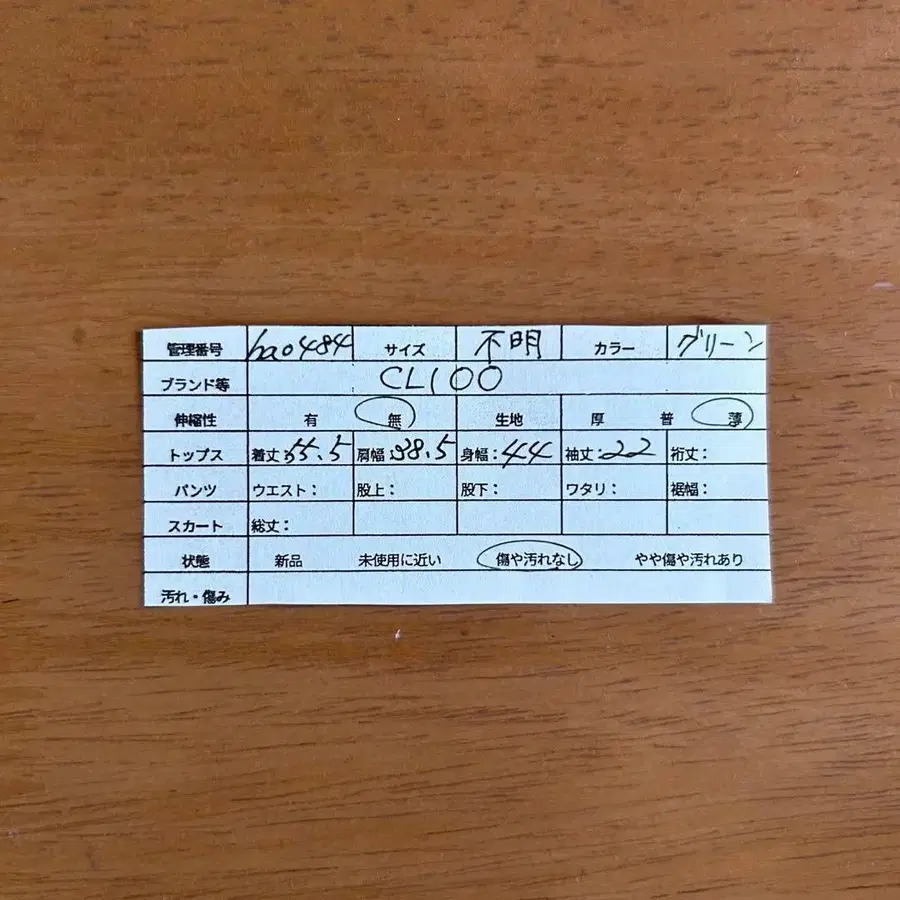 管理番号 ha0484 サイズ 不明 カラー グリーン
ブランド等 CL100
伸縮性 有 無 生地 厚 普 薄
トップス 着丈:55.5 肩幅:38.5 身幅:44 袖丈:22 裄丈:
パンツ ウエスト: 股上: 股下: ワタリ: 裾幅:
スカート 総丈:
状態 新品 未使用に近い 傷や汚れなし やや傷や汚れあり
汚れ・傷み